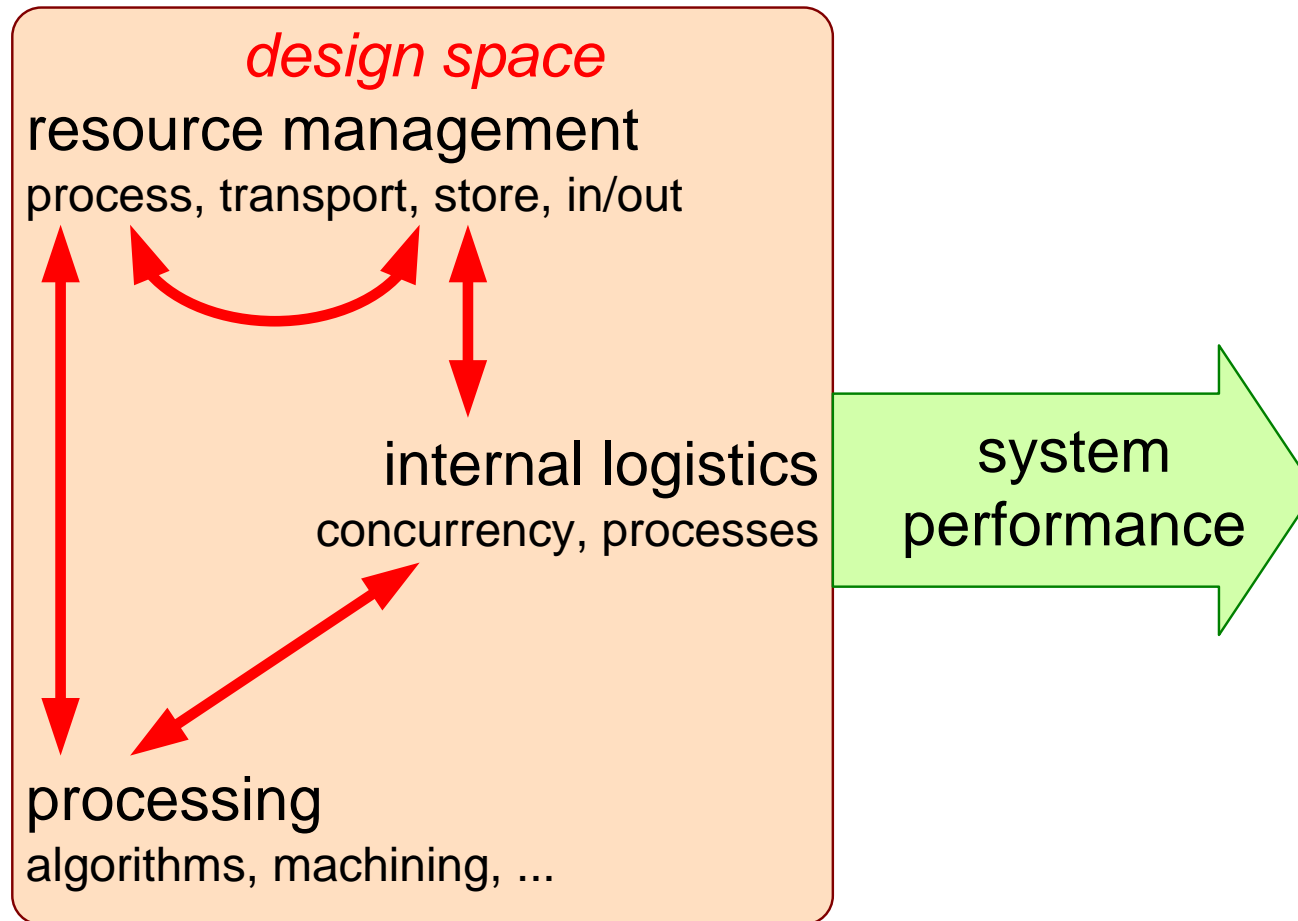 design space
resource management
process, transport, store, in/out
internal logistics
concurrency, processes
processing
algorithms, machining, ...
system
performance